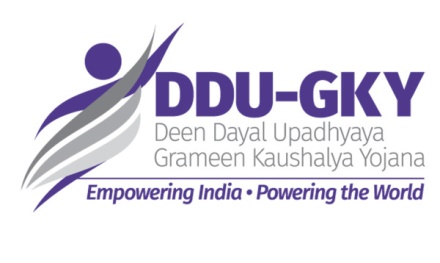 DDU-GKY
Deen Dayal Upadhyaya
Grameen Kaushalya Yojana
Empowering India • Powering the World